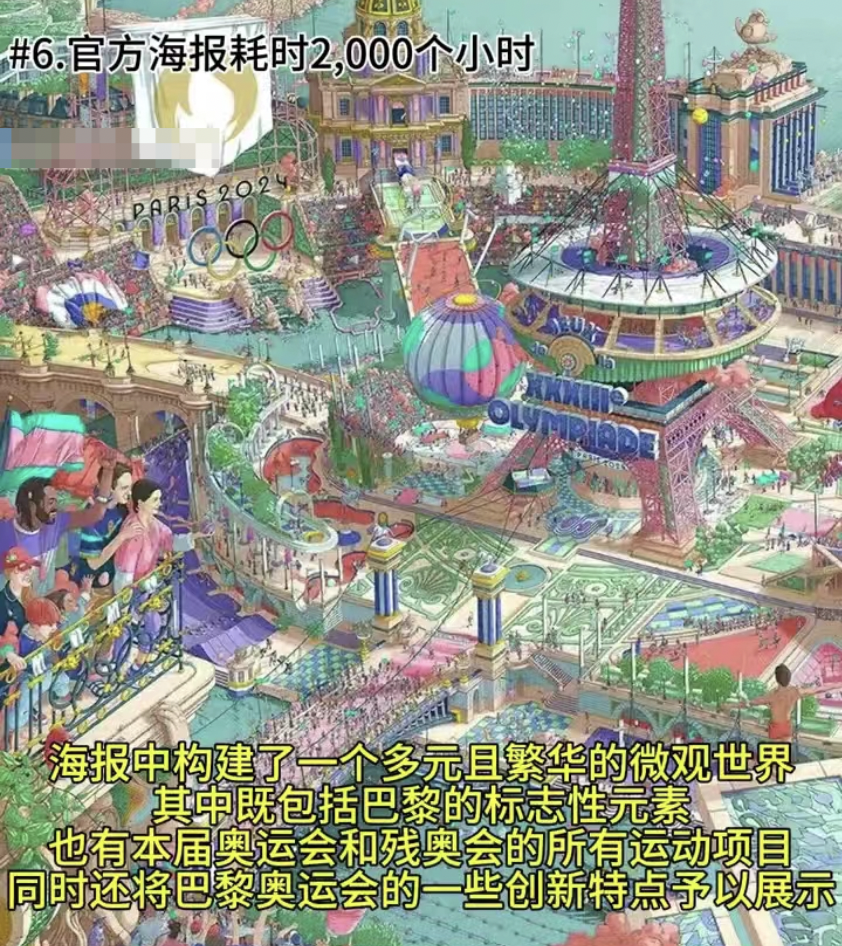 #6.官方海报耗时2,000个小时
PARIS 2024
JEUX
de la
XXXIIIe
OLYMPIADE
海报中构建了一个多元且繁华的微观世界
其中既包括巴黎的标志性元素
也有本届奥运会和残奥会的所有运动项目
同时还将巴黎奥运会的一些创新特点予以展示